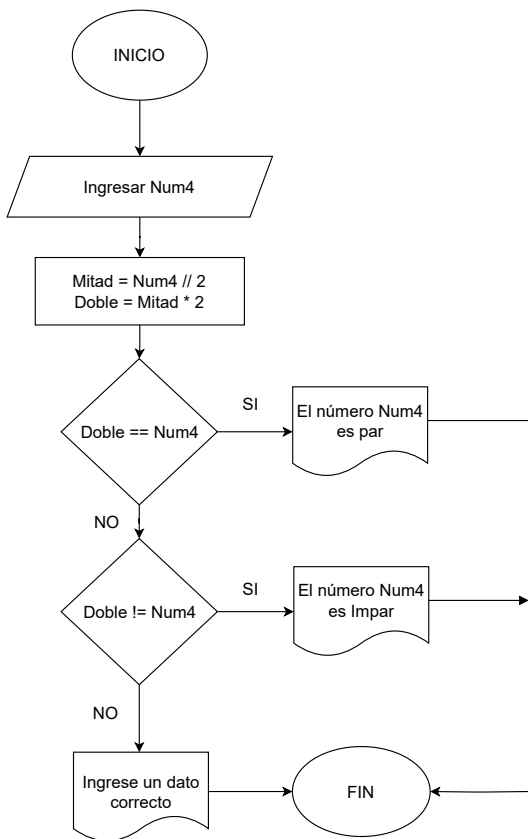 INICIO
Ingresar Num4
Mitad = Num4 // 2
Doble = Mitad * 2
Doble == Num4
SI
El número Num4
es par
NO
Doble != Num4
SI
El número Num4
es Impar
NO
Ingrese un dato
correcto
FIN